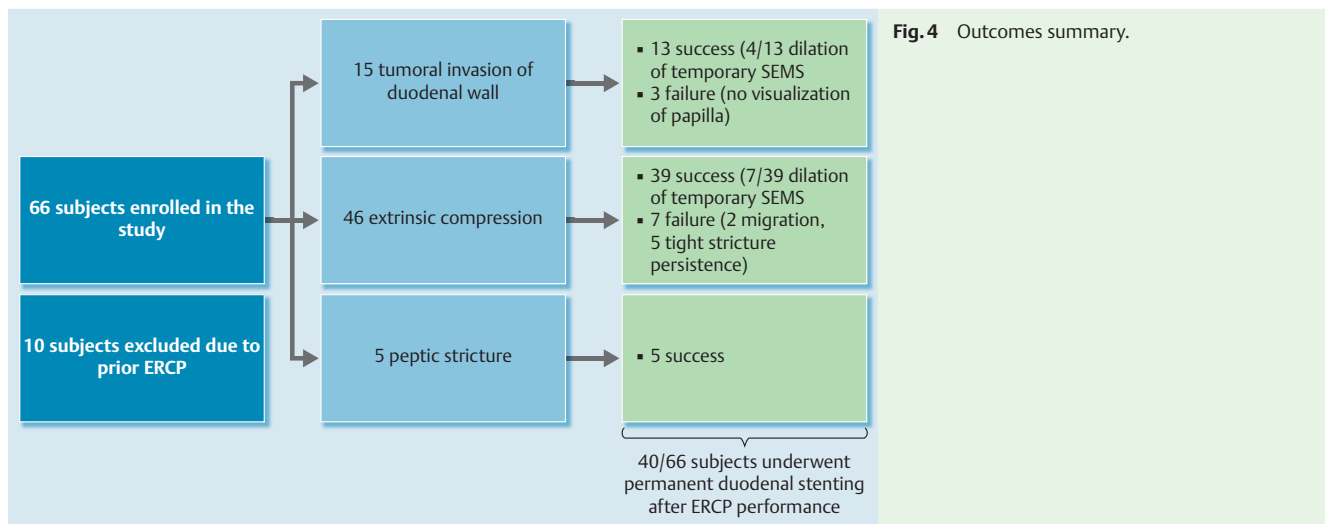 66 subjects enrolled in the
study
10 subjects excluded due to
prior ERCP
15 tumoral invasion of
duodenal wall
46 extrinsic compression
5 peptic stricture
▪ 13 success (4/13 dilation
of temporary SEMS
▪ 3 failure (no visualization
of papilla)
▪ 39 success (7/39 dilation
of temporary SEMS
▪ 7 failure (2 migration,
5 tight stricture
persistence)
▪ 5 success
40/66 subjects underwent
permanent duodenal stenting
after ERCP performance
Fig. 4 Outcomes summary.